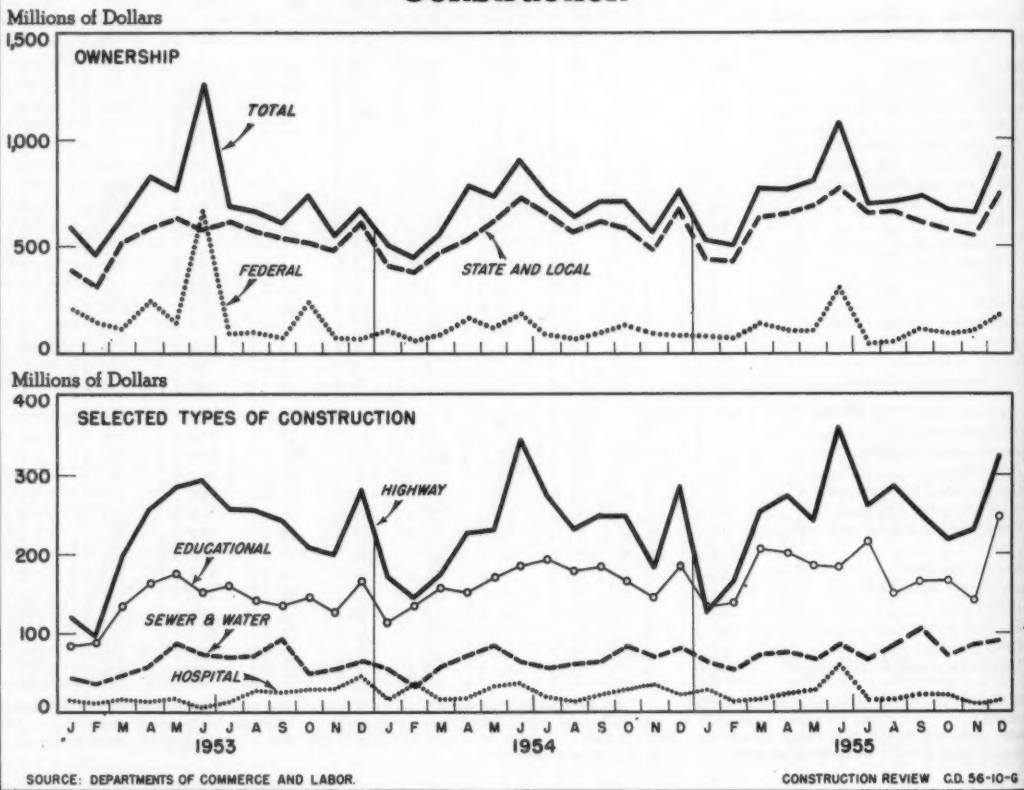 Millions of Dollars
1,500
OWNERSHIP
TOTAL
1,000
500
FEDERAL
STATE AND LOCAL
0
Millions of Dollars
400
SELECTED TYPES OF CONSTRUCTION
300
HIGHWAY
EDUCATIONAL
200
SEWER & WATER
100
HOSPITAL
0
J F M A M J J A S O N D J F M A M J J A S O N D J F M A M J J A S O N D
1953 1954 1955
SOURCE: DEPARTMENTS OF COMMERCE AND LABOR. CONSTRUCTION REVIEW C.D. 56-10-G